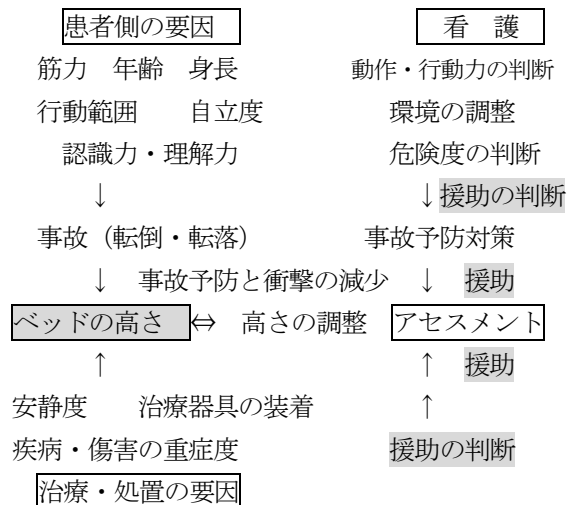 患者側の要因 看 護
筋力 年齢 身長 動作・行動力の判断
行動範囲 自立度 環境の調整
認識力・理解力 危険度の判断
↓ ↓援助の判断
事故（転倒・転落） 事故予防対策
↓ 事故予防と衝撃の減少 ↓ 援助
ベッドの高さ ⇔ 高さの調整 アセスメント
↑ ↑ 援助
安静度 治療器具の装着 ↑
疾病・傷害の重症度 援助の判断
治療・処置の要因